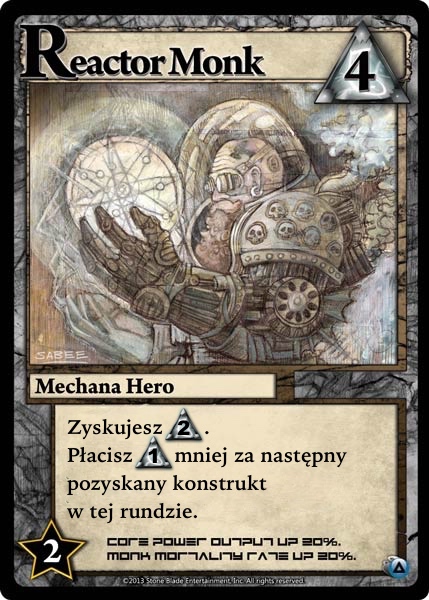 Reactor Monk
4
SABEE
Mechana Hero
Zyskujesz 2 .
Płacisz 1 mniej za następny
pozyskany konstrukt
w tej rundzie.
2
CORE POWER OUTPUT UP 20%.
MONK MORTALITY RATE UP 20%.
©2013 Stone Blade Entertainment, Inc. All rights reserved.